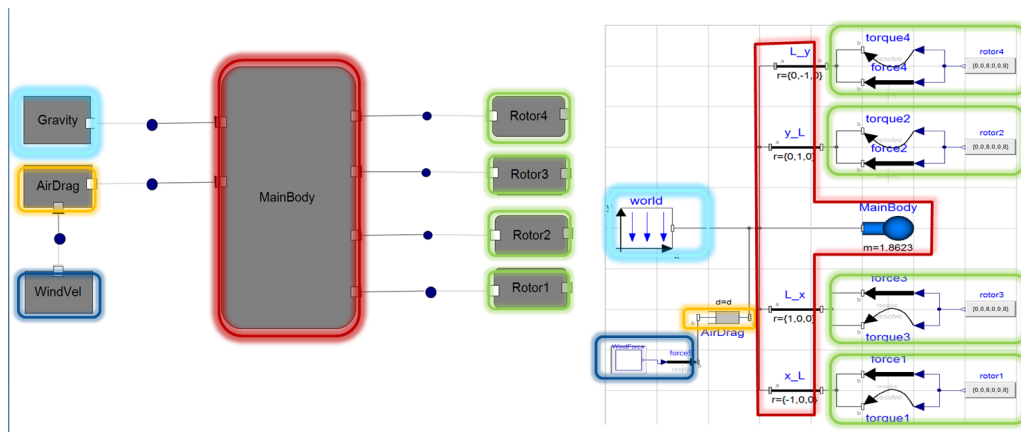 Gravity
AirDrag
WindVel
MainBody
Rotor4
Rotor3
Rotor2
Rotor1
L_y
r={0,-1,0}
b
torque4
resolve
force4
rotor4
{0,0,8,0,0,8}
y_L
r={0,1,0}
torque2
force2
rotor2
{0,0,8,0,0,8}
world
MainBody
m=1.8623
d=d
AirDrag
WindForce
L_x
r={1,0,0}
force3
resolve
torque3
rotor3
{0,0,8,0,0,8}
x_L
r={-1,0,0}
force1
resolve
torque1
rotor1
{0,0,8,0,0,8}